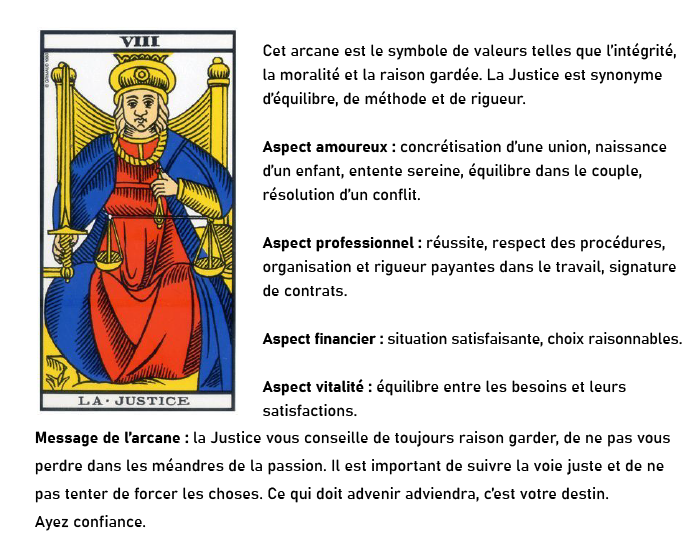 VIII
Cet arcane est le symbole de valeurs telles que l'intégrité,
la moralité et la raison gardée. La Justice est synonyme
d'équilibre, de méthode et de rigueur.
Aspect amoureux : concrétisation d'une union, naissance
d'un enfant, entente sereine, équilibre dans le couple,
résolution d'un conflit.
Aspect professionnel : réussite, respect des procédures,
organisation et rigueur payantes dans le travail, signature
de contrats.
Aspect financier : situation satisfaisante, choix raisonnables.
Aspect vitalité : équilibre entre les besoins et leurs
satisfactions.
LA · JUSTICE
Message de l'arcane : la Justice vous conseille de toujours raison garder, de ne pas vous
perdre dans les méandres de la passion. Il est important de suivre la voie juste et de ne
pas tenter de forcer les choses. Ce qui doit advenir adviendra, c'est votre destin.
Ayez confiance.